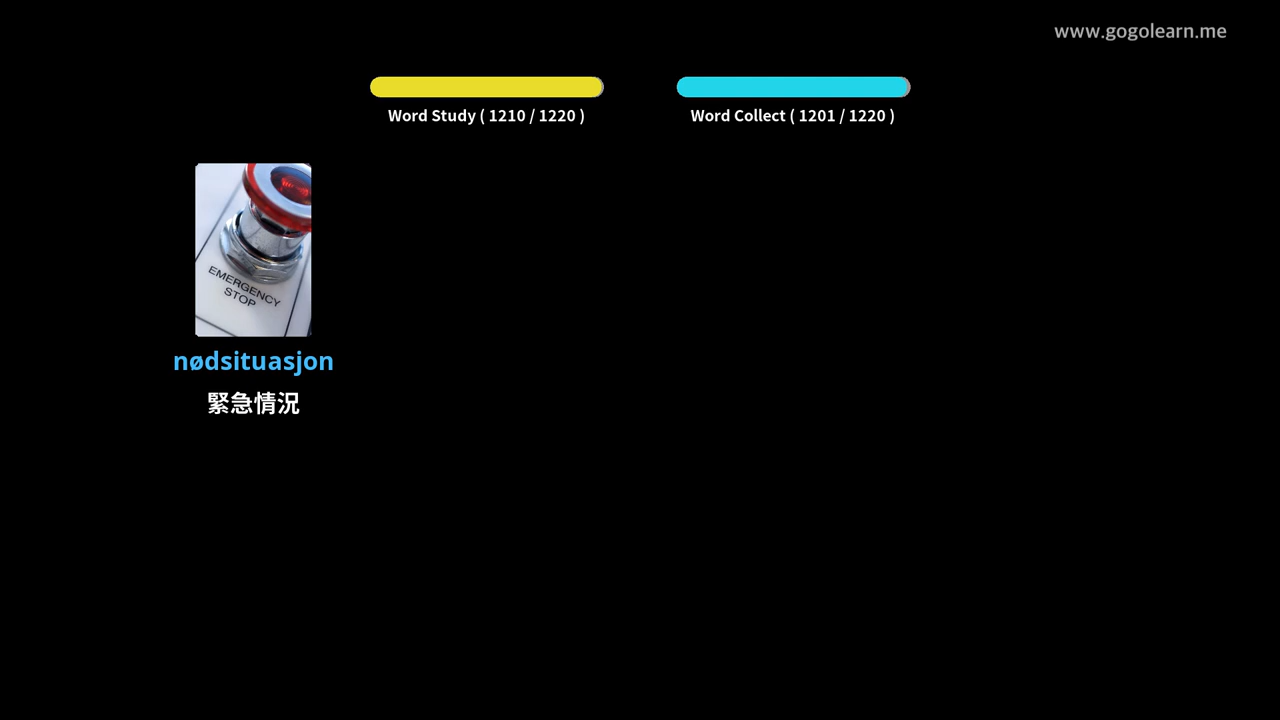 www.gogolearn.me
Word Study ( 1210 / 1220 )
Word Collect ( 1201 / 1220 )
EMERGENCY
STOP
nødsituasjon
緊急情況